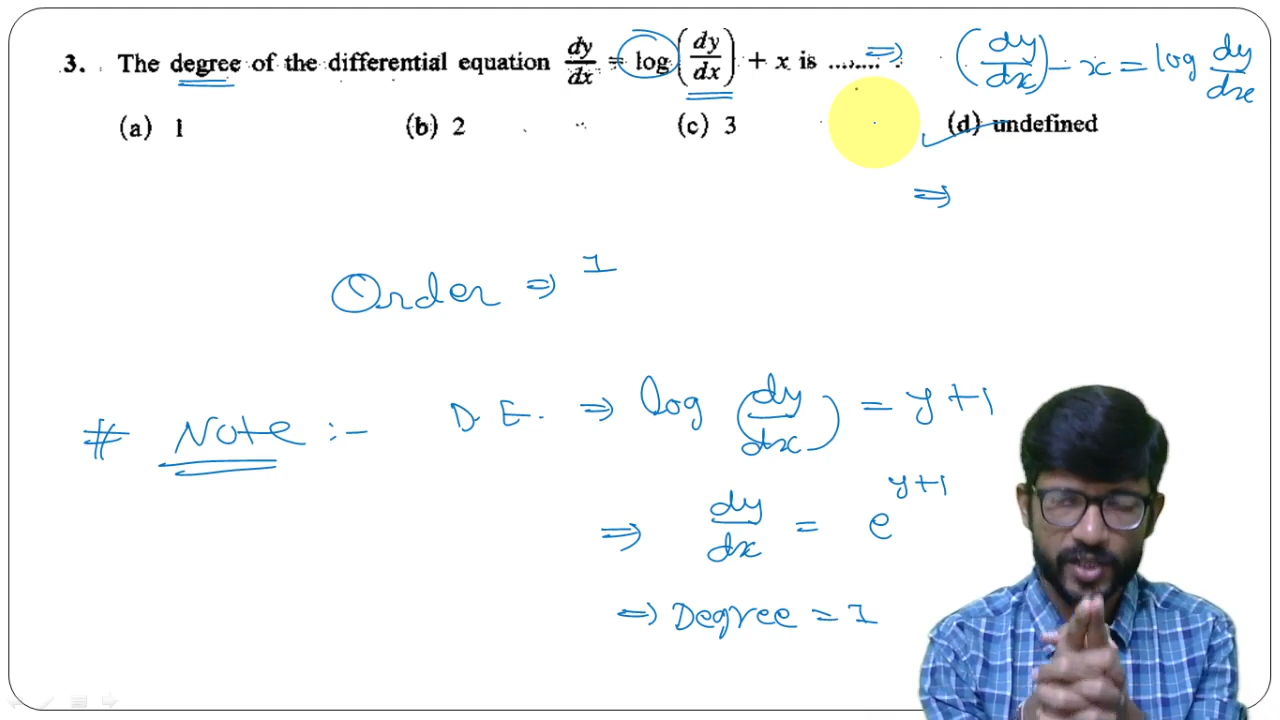 3. The degree of the differential equation dy/dx = log(dy/dx) + x is ........ .
⇒ (dy/dx) - x = log dy/dx
(a) 1 (b) 2 (c) 3 (d) undefined
⇒
Order ⇒ 1
# Note :- D.E. ⇒ log (dy/dx) = y+1
⇒ dy/dx = e^(y+1)
⇒ Degree = 1